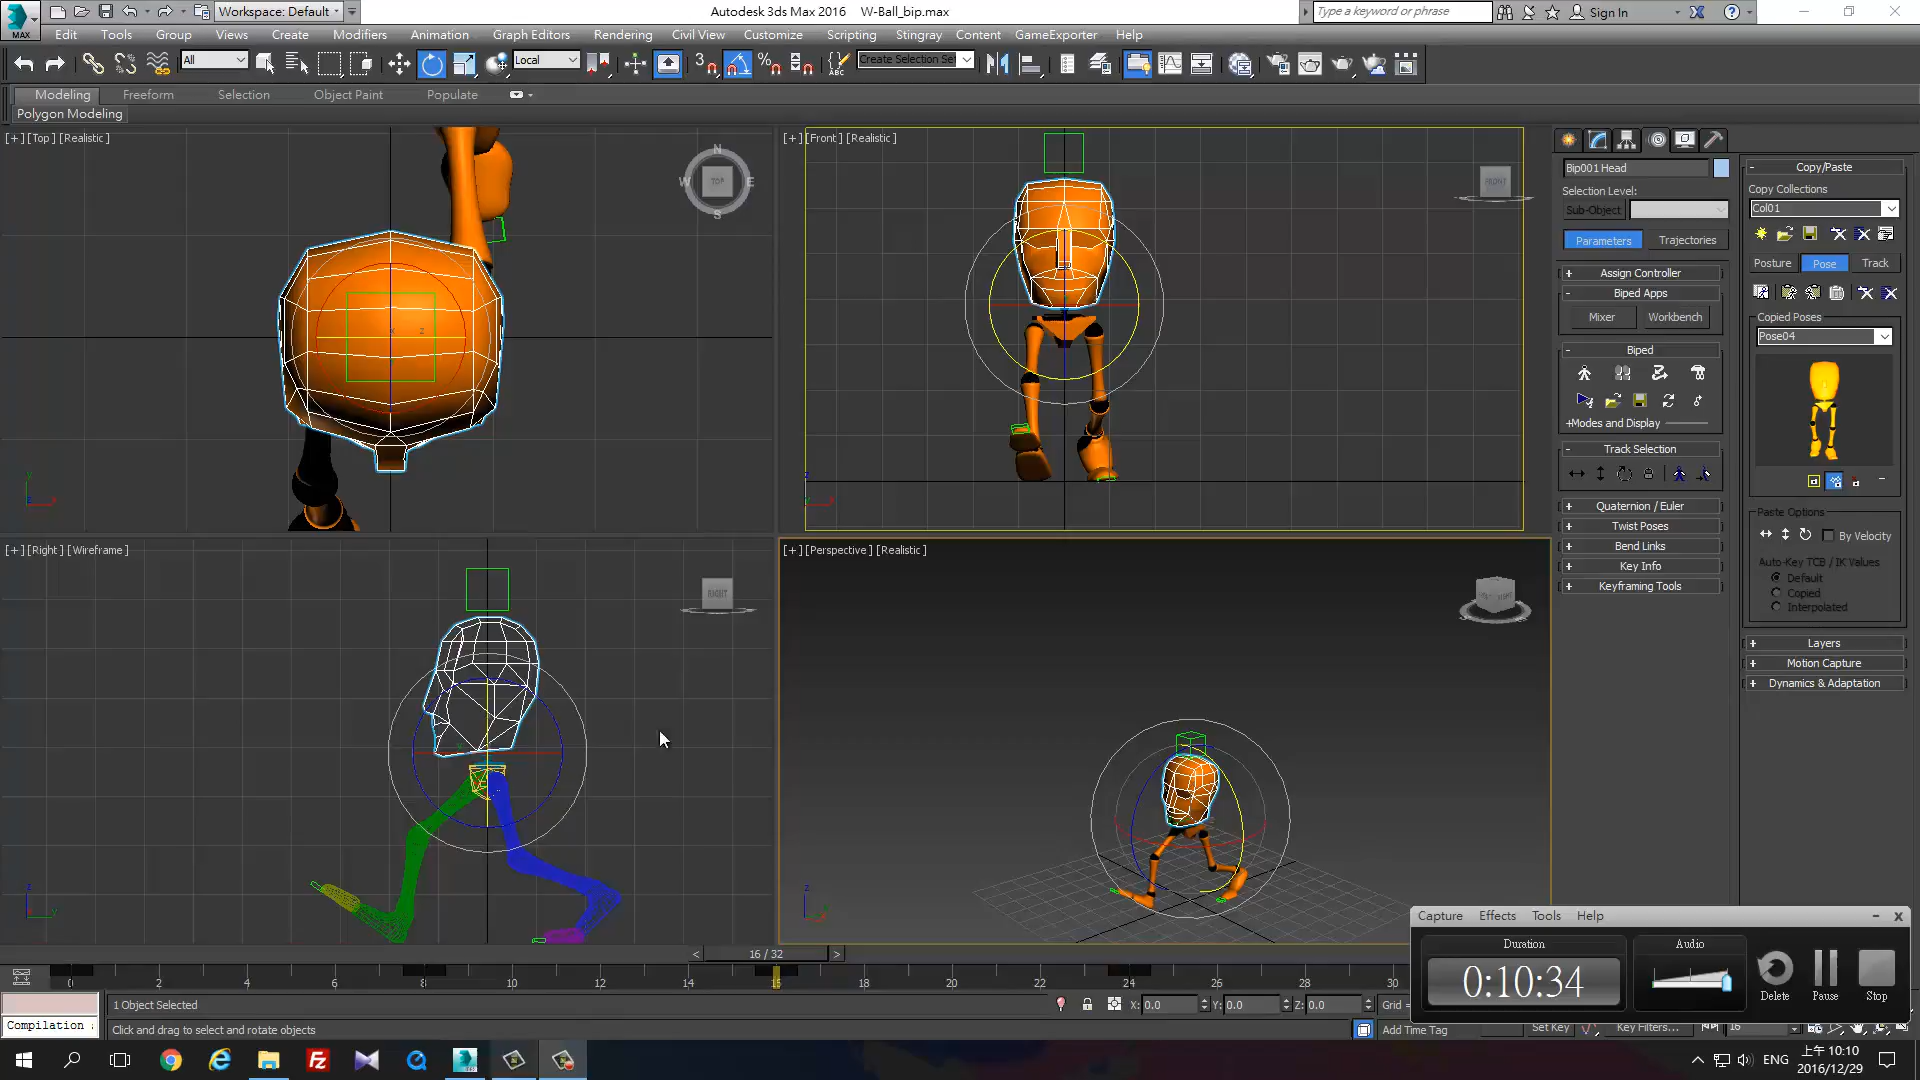 Workspace: Default
Autodesk 3ds Max 2016    W-Ball_bip.max
Type a keyword or phrase
Sign In
MAX
Edit Tools Group Views Create Modifiers Animation Graph Editors Rendering Civil View Customize Scripting Stingray Content GameExporter Help
All
Local
3
ABC
Create Selection Se
Modeling Freeform Selection Object Paint Populate
Polygon Modeling
[+] [Top] [Realistic]
N
W
TOP
E
S
[+] [Front] [Realistic]
FRONT
[+] [Right] [Wireframe]
RIGHT
[+] [Perspective] [Realistic]
Bip001 Head
Selection Level:
Sub-Object
Parameters Trajectories
+ Assign Controller
- Biped Apps
Mixer Workbench
- Biped
+Modes and Display
- Track Selection
+ Quaternion / Euler
+ Twist Poses
+ Bend Links
+ Key Info
+ Keyframing Tools
- Copy/Paste
Copy Collections
Col01
Posture Pose Track
Copied Poses
Pose04
Paste Options
By Velocity
Auto-Key TCB / IK Values
Default
Copied
Interpolated
+ Layers
+ Motion Capture
+ Dynamics & Adaptation
Capture Effects Tools Help
Duration
0:10:34
Audio
Delete Pause Stop
< 16 / 32 >
0 2 4 6 8 10 12 14 16 18 20 22 24 26 28 30
1 Object Selected
X: 0.0 Y: 0.0 Z: 0.0 Grid =
Compilation
Click and drag to select and rotate objects
Add Time Tag
Set Key
Key Filters...
16
ENG
上午 10:10
2016/12/29